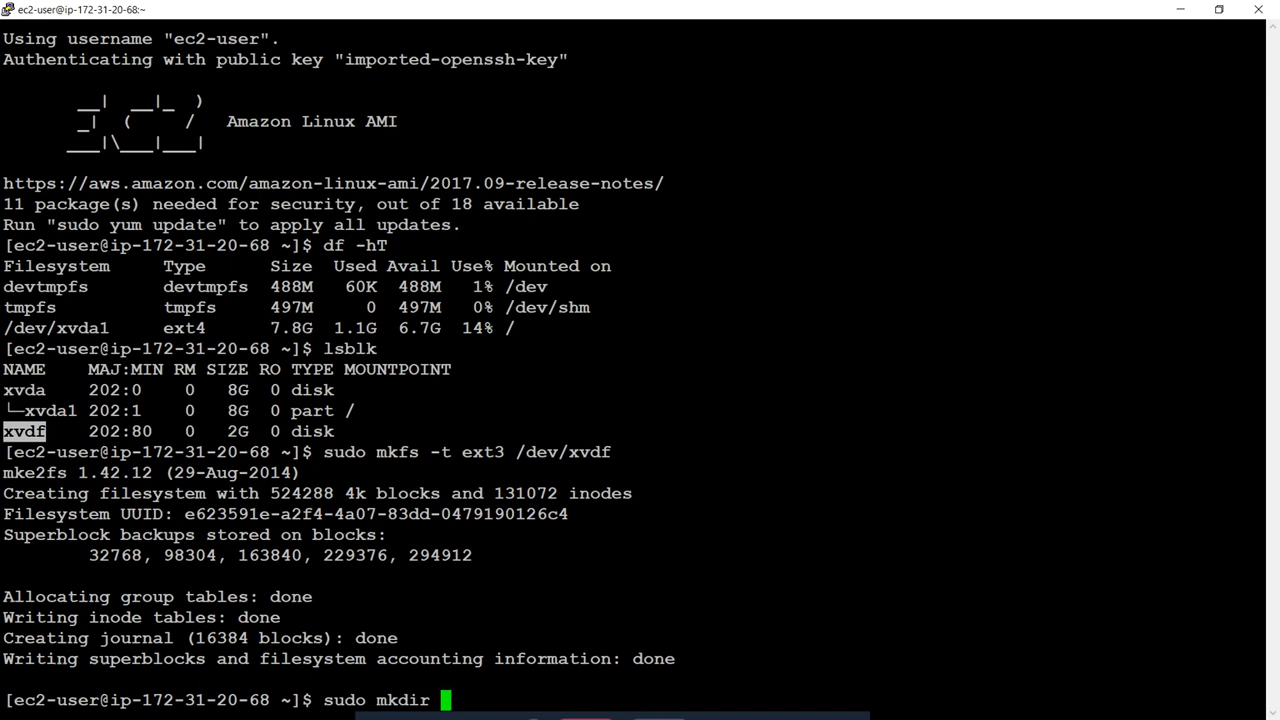 ec2-user@ip-172-31-20-68:~
Using username "ec2-user".
Authenticating with public key "imported-openssh-key"
       __|  __|_  )
       _|  (     /   Amazon Linux AMI
      ___|\___|___|
https://aws.amazon.com/amazon-linux-ami/2017.09-release-notes/
11 package(s) needed for security, out of 18 available
Run "sudo yum update" to apply all updates.
[ec2-user@ip-172-31-20-68 ~]$ df -hT
Filesystem     Type      Size  Used Avail Use% Mounted on
devtmpfs       devtmpfs  488M   60K  488M   1% /dev
tmpfs          tmpfs     497M     0  497M   0% /dev/shm
/dev/xvda1     ext4      7.8G  1.1G  6.7G  14% /
[ec2-user@ip-172-31-20-68 ~]$ lsblk
NAME    MAJ:MIN RM SIZE RO TYPE MOUNTPOINT
xvda    202:0    0   8G  0 disk
└─xvda1 202:1    0   8G  0 part /
xvdf    202:80   0   2G  0 disk
[ec2-user@ip-172-31-20-68 ~]$ sudo mkfs -t ext3 /dev/xvdf
mke2fs 1.42.12 (29-Aug-2014)
Creating filesystem with 524288 4k blocks and 131072 inodes
Filesystem UUID: e623591e-a2f4-4a07-83dd-0479190126c4
Superblock backups stored on blocks:
        32768, 98304, 163840, 229376, 294912
Allocating group tables: done
Writing inode tables: done
Creating journal (16384 blocks): done
Writing superblocks and filesystem accounting information: done
[ec2-user@ip-172-31-20-68 ~]$ sudo mkdir